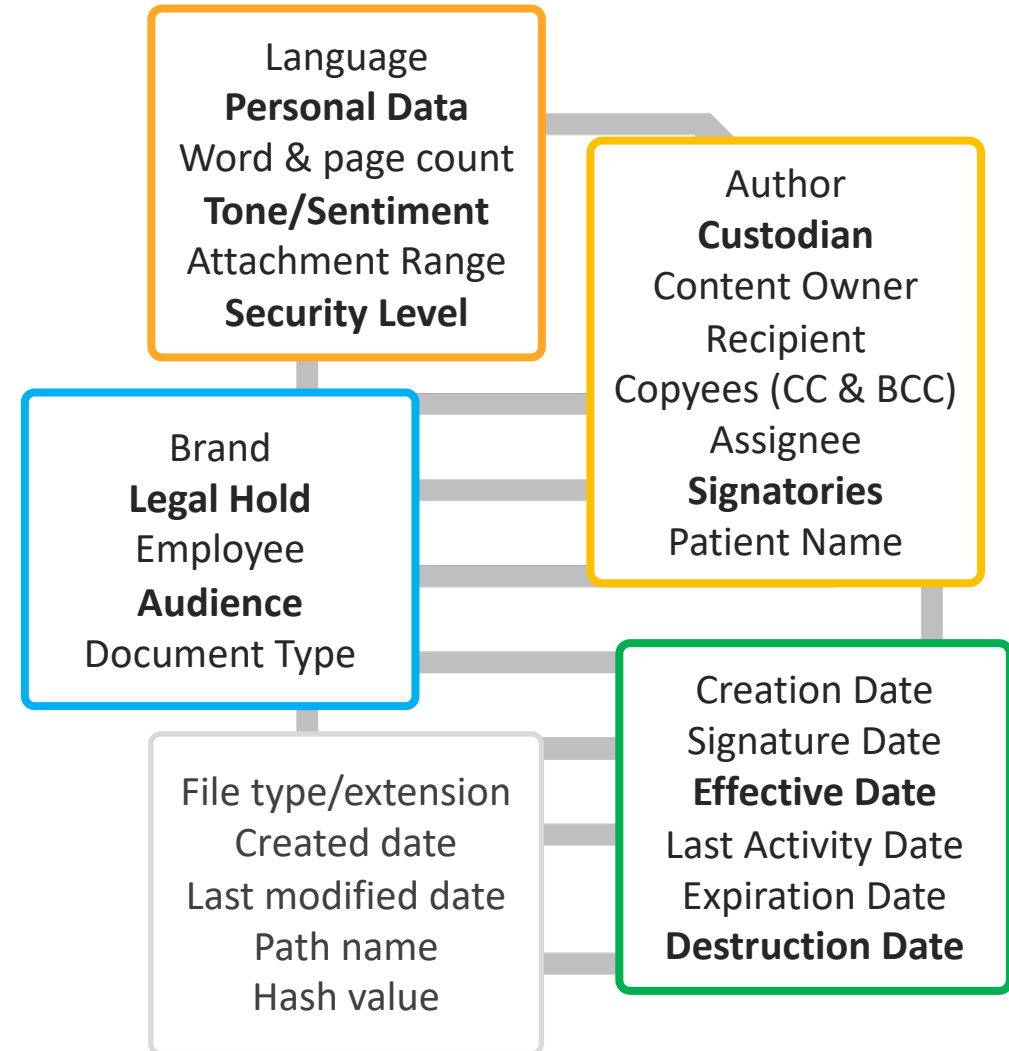 Language
Personal Data
Word & page count
Tone/Sentiment
Attachment Range
Security Level
Author
Custodian
Content Owner
Recipient
Copyees (CC & BCC)
Assignee
Signatories
Patient Name
Brand
Legal Hold
Employee
Audience
Document Type
Creation Date
Signature Date
Effective Date
Last Activity Date
Expiration Date
Destruction Date
File type/extension
Created date
Last modified date
Path name
Hash value